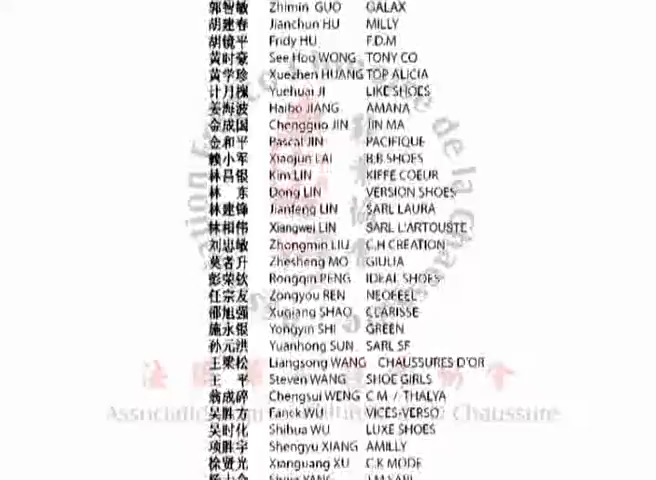 郭智敏 Zhimin GUO GALAX
胡建春 Jianchun HU MILLY
胡镜平 Fridy HU F.D.M
黄时豪 See Hoo WONG TONY CO
黄学珍 Xuezhen HUANG TOP ALICIA
计月槐 Yuehuai JI LIKE SHOES
姜海波 Haibo JIANG AMANA
金成国 Chengguo JIN JIN MA
金和平 Pascal JIN PACIFIQUE
赖小军 Xiaojun LAI B.B.SHOES
林昌银 Kim LIN KIFFE COEUR
林 东 Dong LIN VERSION SHOES
林建锋 Jianfeng LIN SARL LAURA
林相伟 Xiangwei LIN SARL L'ARTOUSTE
刘忠敏 Zhongmin LIU C.H CREATION
莫者升 Zhesheng MO GIULIA
彭荣钦 Rongqin PENG IDEAL SHOES
任宗友 Zongyou REN NEOFEEL
邵旭强 Xuqiang SHAO CLARISSE
施永银 Yongyin SHI GREEN
孙元洪 Yuanhong SUN SARL SF
王梁松 Liangsong WANG CHAUSSURES D'OR
王 平 Steven WANG SHOE GIRLS
翁成碎 Chengsui WENG C.M / THALYA
Association Chaussure
吴胜方 Fanck WU VICES-VERSO
吴时化 Shihua WU LUXE SHOES
项胜宇 Shengyu XIANG AMILLY
徐贤光 Xianguang XU C.K MODE
YANG